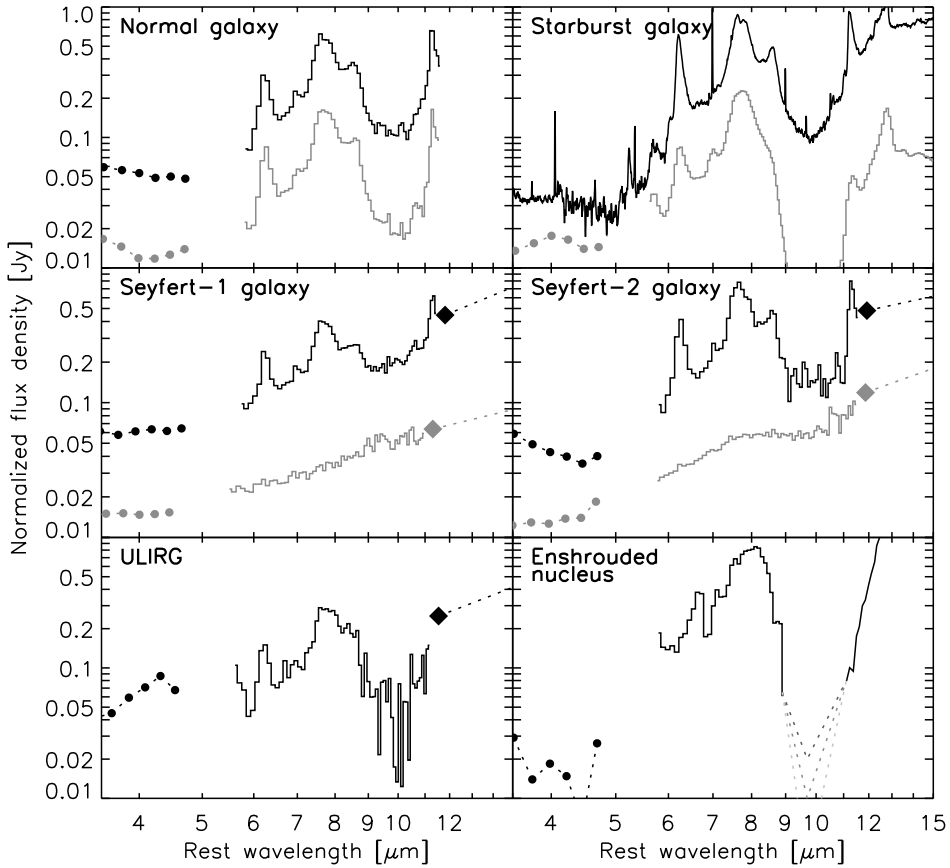 Normalized flux density [Jy]
1.0
0.5
0.2
0.1
0.05
0.02
0.01
Normal galaxy
Starburst galaxy
0.5
0.2
0.1
0.05
0.02
0.01
Seyfert-1 galaxy
Seyfert-2 galaxy
0.5
0.2
0.1
0.05
0.02
0.01
ULIRG
Enshrouded
nucleus
4 5 6 7 8 9 10 12
4 5 6 7 8 9 10 12 15
Rest wavelength [μm]
Rest wavelength [μm]